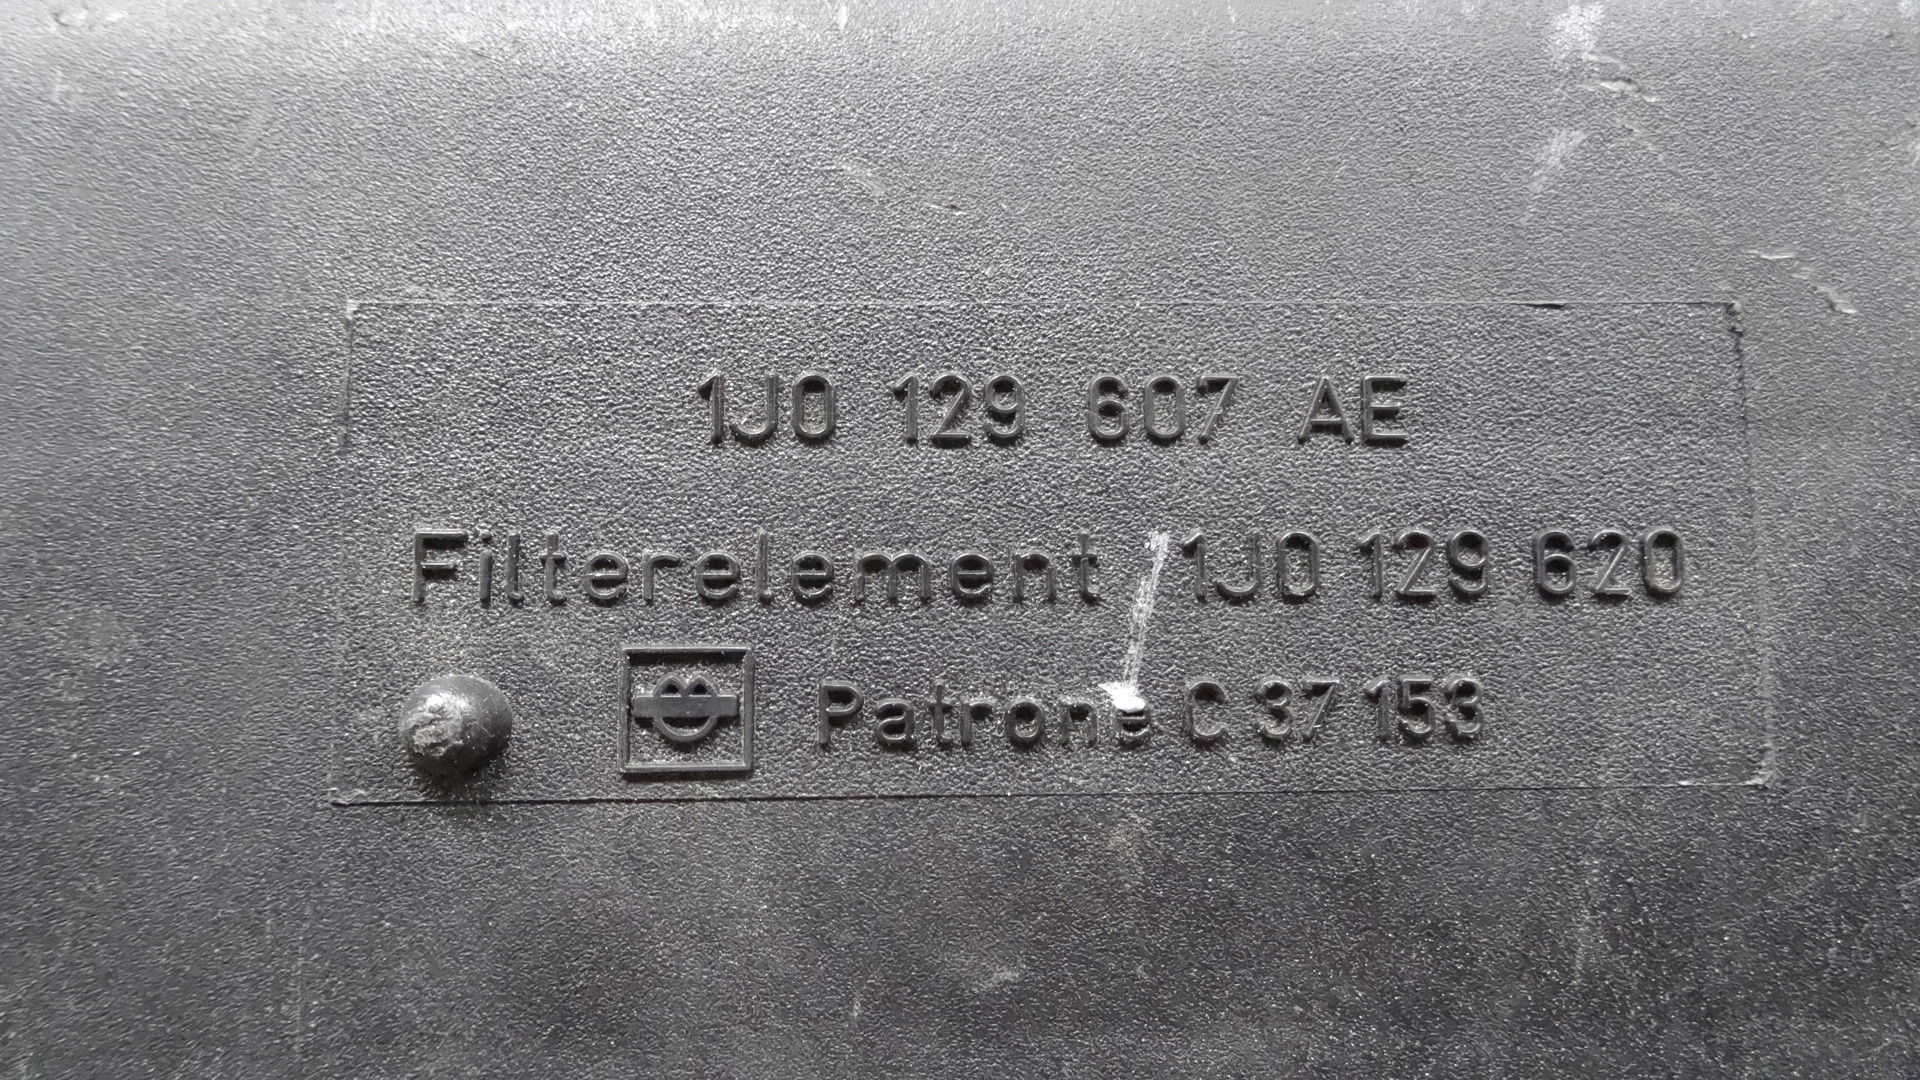 1J0 129 607 AE
Filterelement 1J0 129 620
Patrone C 37 153